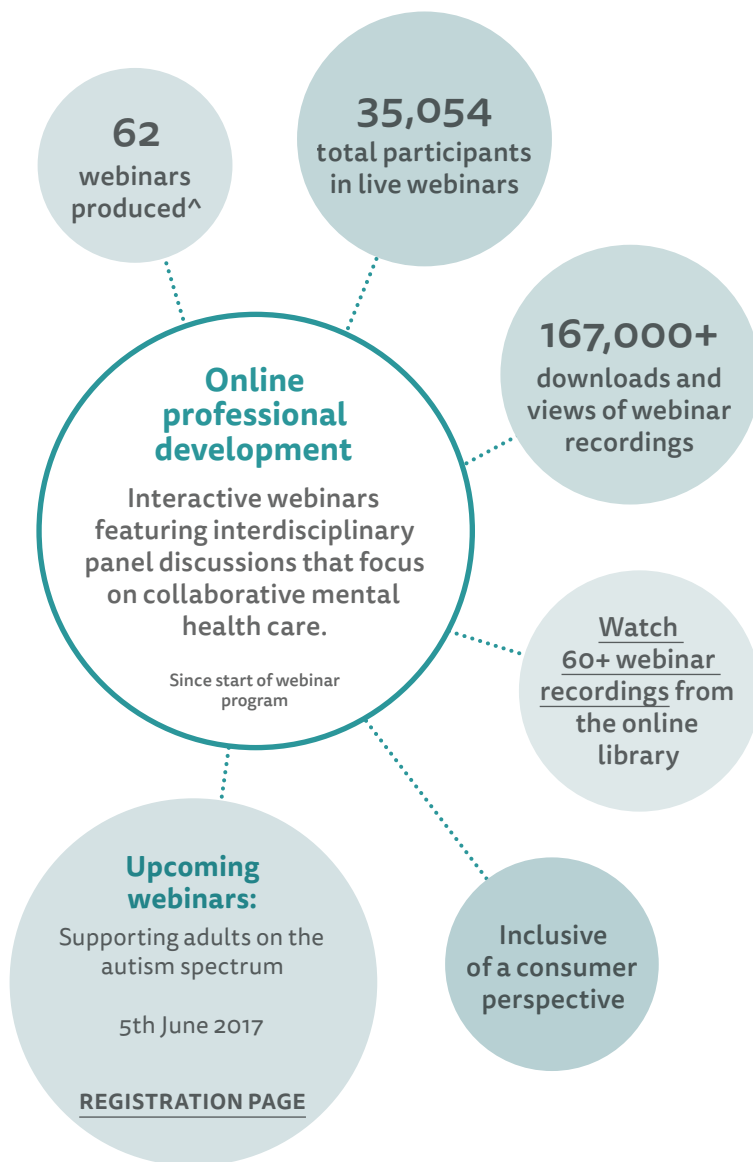 62
webinars
produced^
35,054
total participants
in live webinars
167,000+
downloads and
views of webinar
recordings
Online
professional
development
Interactive webinars
featuring interdisciplinary
panel discussions that focus
on collaborative mental
health care.
Since start of webinar
program
Watch
60+ webinar
recordings from
the online
library
Upcoming
webinars:
Supporting adults on the
autism spectrum
5th June 2017
REGISTRATION PAGE
Inclusive
of a consumer
perspective